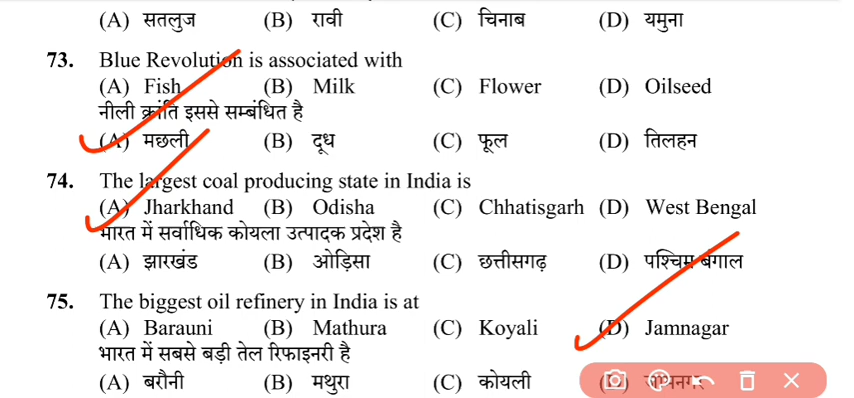 (A) सतलुज (B) रावी (C) चिनाब (D) यमुना
73. Blue Revolution is associated with
(A) Fish (B) Milk (C) Flower (D) Oilseed
नीली क्रांति इससे सम्बंधित है
(A) मछली (B) दूध (C) फूल (D) तिलहन
74. The largest coal producing state in India is
(A) Jharkhand (B) Odisha (C) Chhatisgarh (D) West Bengal
भारत में सर्वाधिक कोयला उत्पादक प्रदेश है
(A) झारखंड (B) ओड़िसा (C) छत्तीसगढ़ (D) पश्चिम बंगाल
75. The biggest oil refinery in India is at
(A) Barauni (B) Mathura (C) Koyali (D) Jamnagar
भारत में सबसे बड़ी तेल रिफाइनरी है
(A) बरौनी (B) मथुरा (C) कोयली